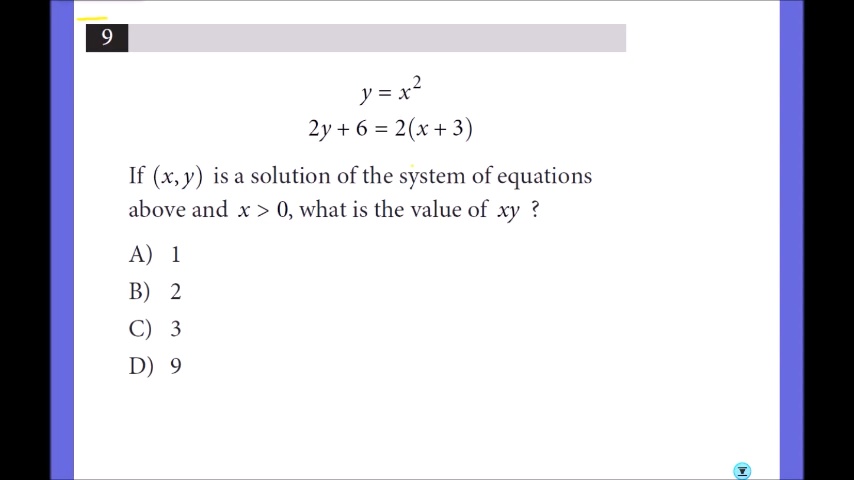 9
y = x²
2y + 6 = 2(x + 3)
If (x, y) is a solution of the system of equations
above and x > 0, what is the value of xy ?
A) 1
B) 2
C) 3
D) 9